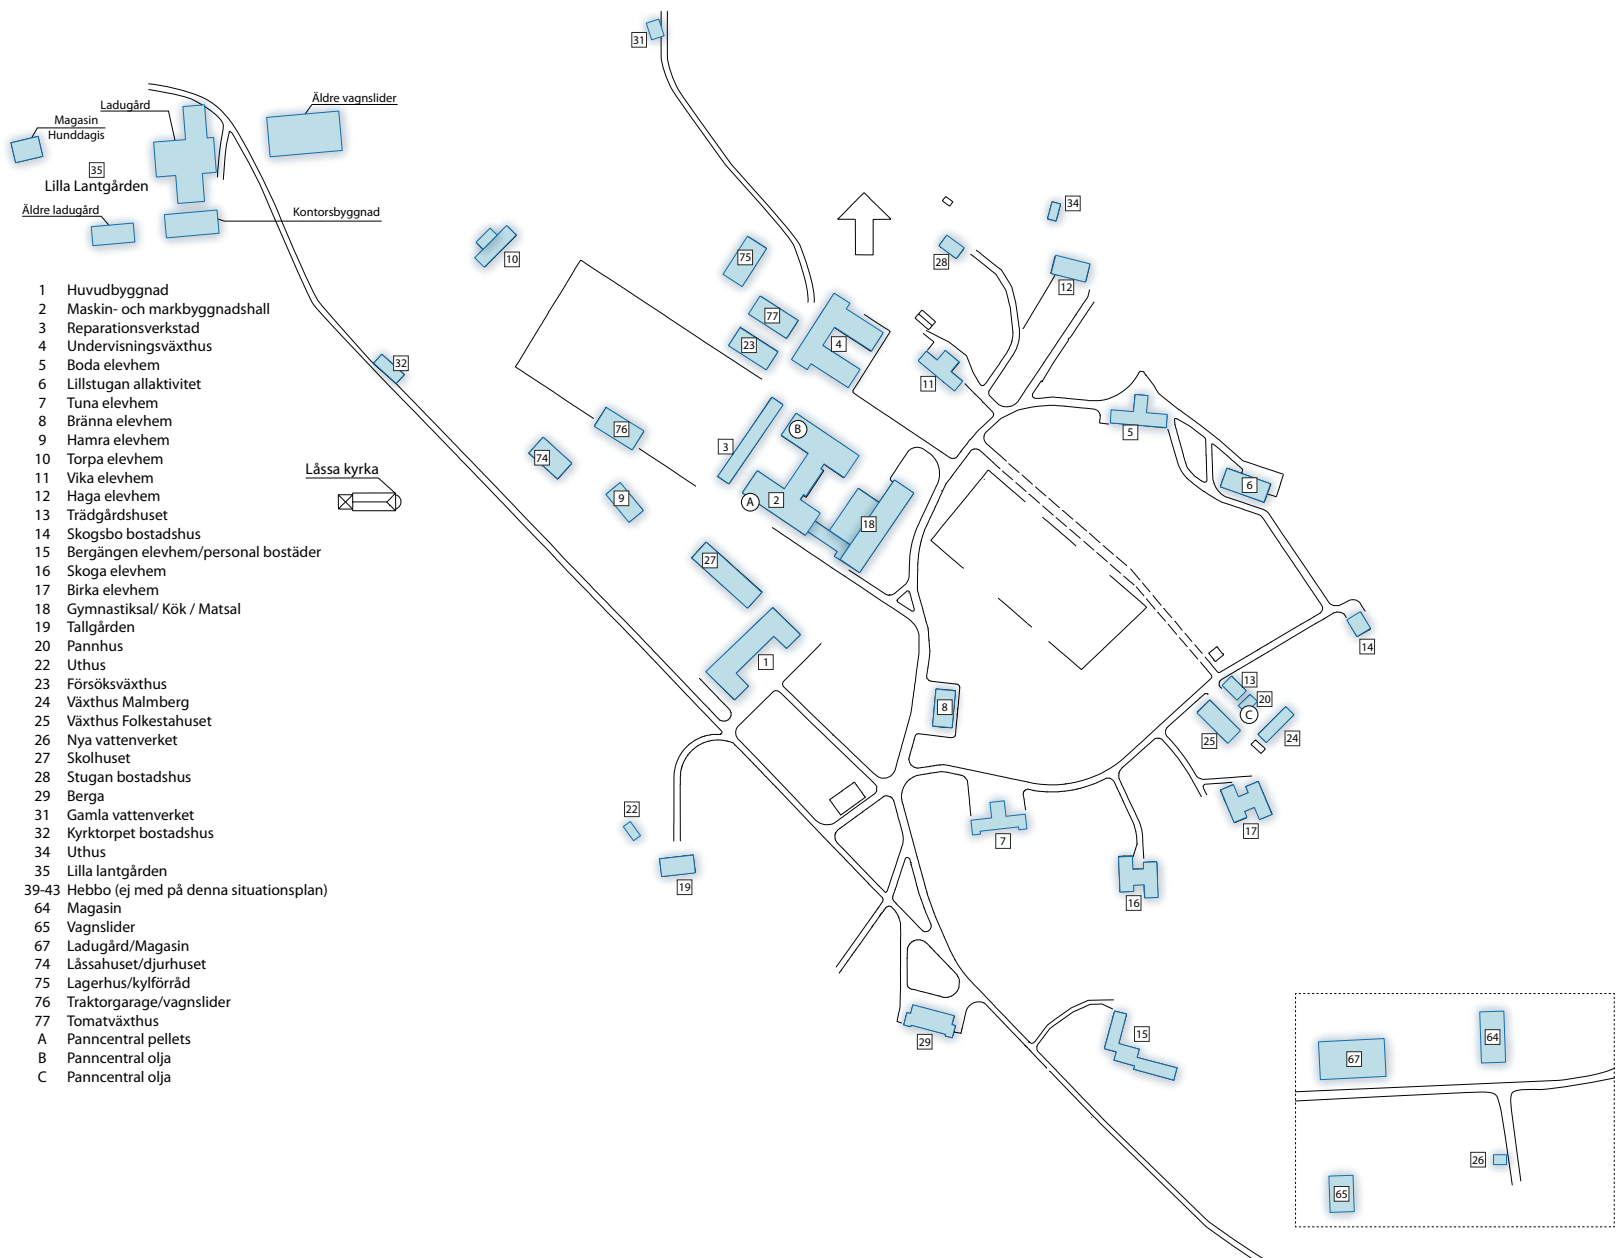 31
Äldre vagnslider
Ladugård
Magasin
Hunddagis
35
Lilla Lantgården
Äldre ladugård
Kontorsbyggnad
34
28
12
10
75
77
23
4
11
32
76
3
B
5
74
9
A
2
18
6
27
1
8
14
13
20
C
25
24
17
7
16
22
19
29
15
67
64
26
65
Låssa kyrka
1 Huvudbyggnad
2 Maskin- och markbyggnadshall
3 Reparationsverkstad
4 Undervisningsväxthus
5 Boda elevhem
6 Lillstugan allaktivitet
7 Tuna elevhem
8 Bränna elevhem
9 Hamra elevhem
10 Torpa elevhem
11 Vika elevhem
12 Haga elevhem
13 Trädgårdshuset
14 Skogsbo bostadshus
15 Bergängen elevhem/personal bostäder
16 Skoga elevhem
17 Birka elevhem
18 Gymnastiksal/ Kök / Matsal
19 Tallgården
20 Pannhus
22 Uthus
23 Försöksväxthus
24 Växthus Malmberg
25 Växthus Folkestahuset
26 Nya vattenverket
27 Skolhuset
28 Stugan bostadshus
29 Berga
31 Gamla vattenverket
32 Kyrktorpet bostadshus
34 Uthus
35 Lilla lantgården
39-43 Hebbo (ej med på denna situationsplan)
64 Magasin
65 Vagnslider
67 Ladugård/Magasin
74 Låssahuset/djurhuset
75 Lagerhus/kylförråd
76 Traktorgarage/vagnslider
77 Tomatväxthus
A Panncentral pellets
B Panncentral olja
C Panncentral olja